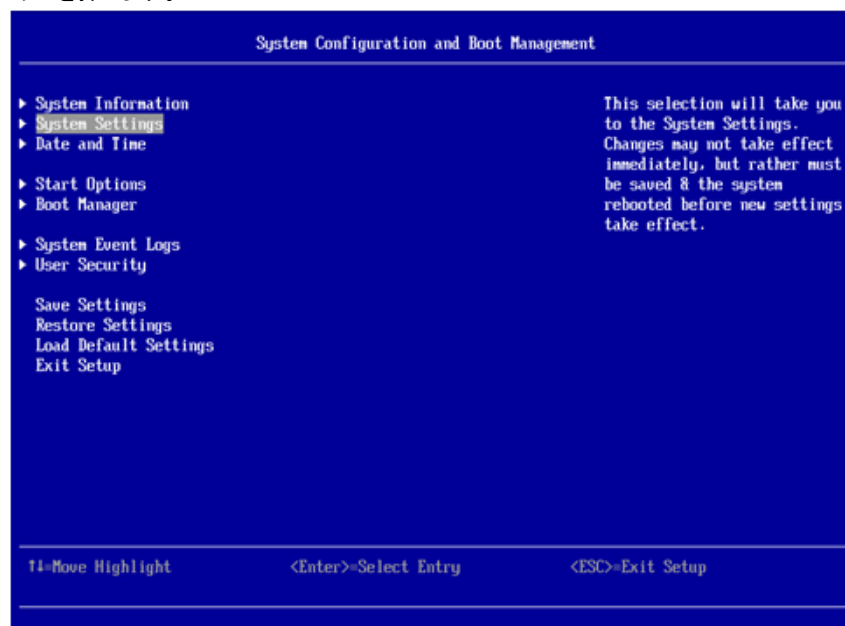 System Configuration and Boot Management
▶ System Information
▶ System Settings
▶ Date and Time
▶ Start Options
▶ Boot Manager
▶ System Event Logs
▶ User Security
Save Settings
Restore Settings
Load Default Settings
Exit Setup
This selection will take you
to the System Settings.
Changes may not take effect
immediately, but rather must
be saved & the system
rebooted before new settings
take effect.
↑↓=Move Highlight <Enter>=Select Entry <ESC>=Exit Setup